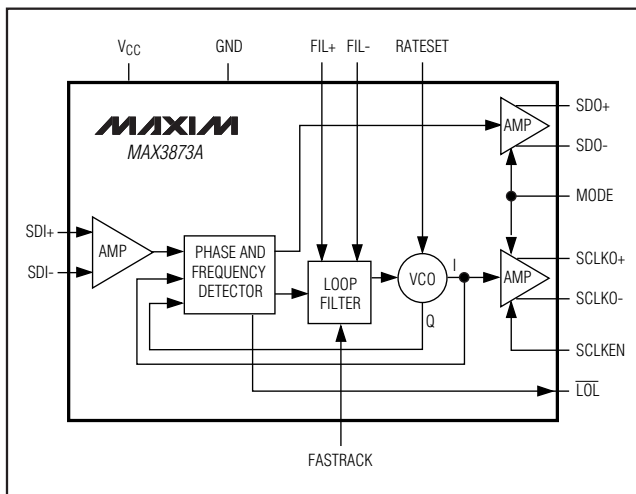 VCC GND FIL+ FIL- RATESET
MAXIM
MAX3873A
SDI+
SDI-
AMP
PHASE AND
FREQUENCY
DETECTOR
LOOP
FILTER
VCO
I
Q
AMP
SDO+
SDO-
MODE
AMP
SCLKO+
SCLKO-
SCLKEN
LOL
FASTRACK